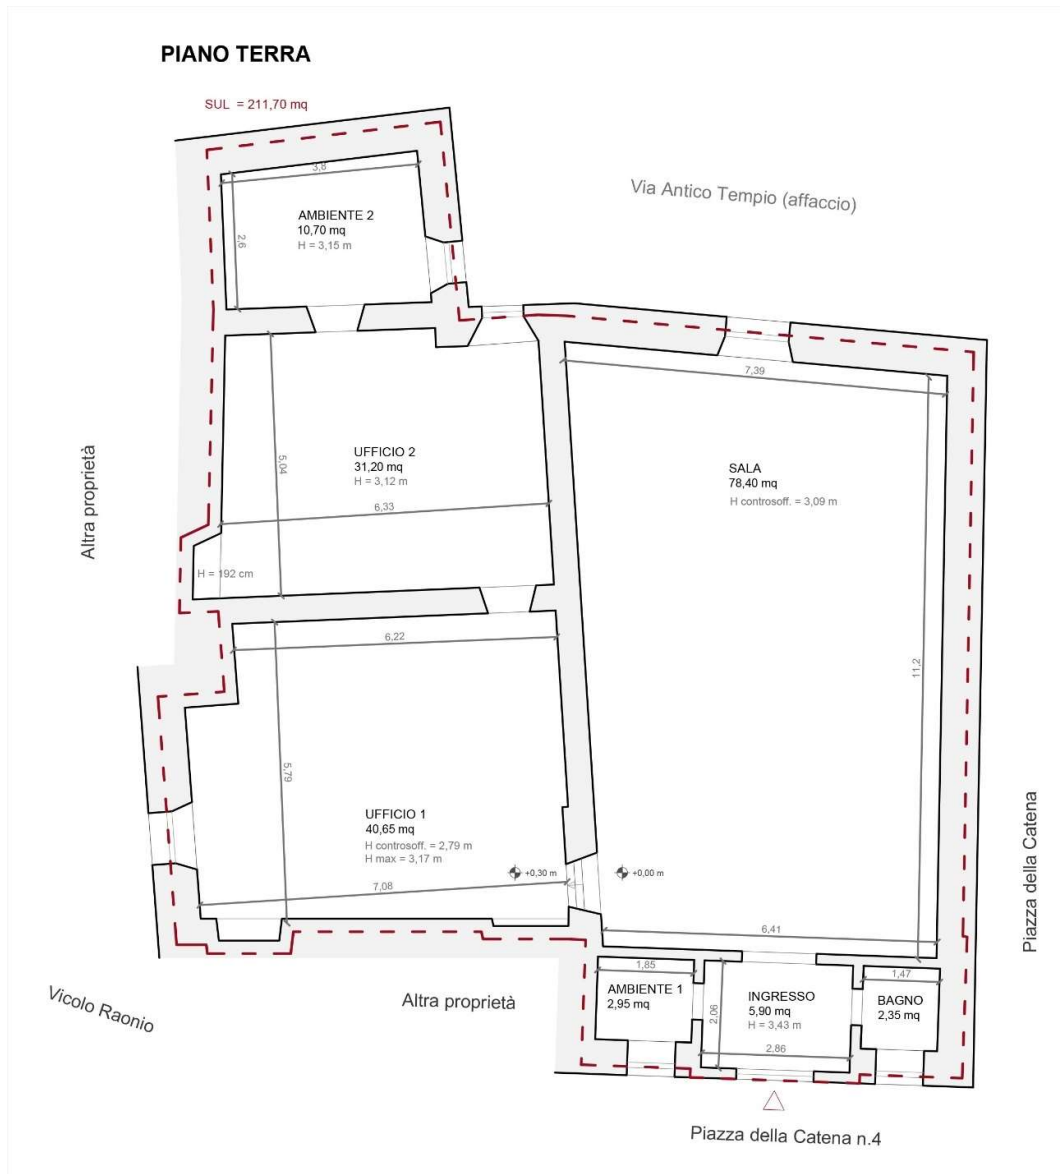 PIANO TERRA
SUL = 211,70 mq
3,8
Via Antico Tempio (affaccio)
AMBIENTE 2
10,70 mq
H = 3,15 m
2,6
7,39
Altra proprietà
5,04
UFFICIO 2
31,20 mq
H = 3,12 m
6,33
SALA
78,40 mq
H controsoff. = 3,09 m
H = 192 cm
6,22
11,2
5,79
UFFICIO 1
40,65 mq
H controsoff. = 2,79 m
H max = 3,17 m
+0,30 m
+0,00 m
7,08
Piazza della Catena
6,41
1,85
1,47
AMBIENTE 1
2,95 mq
2,06
INGRESSO
5,90 mq
H = 3,43 m
BAGNO
2,35 mq
2,86
Vicolo Raonio
Altra proprietà
Piazza della Catena n.4